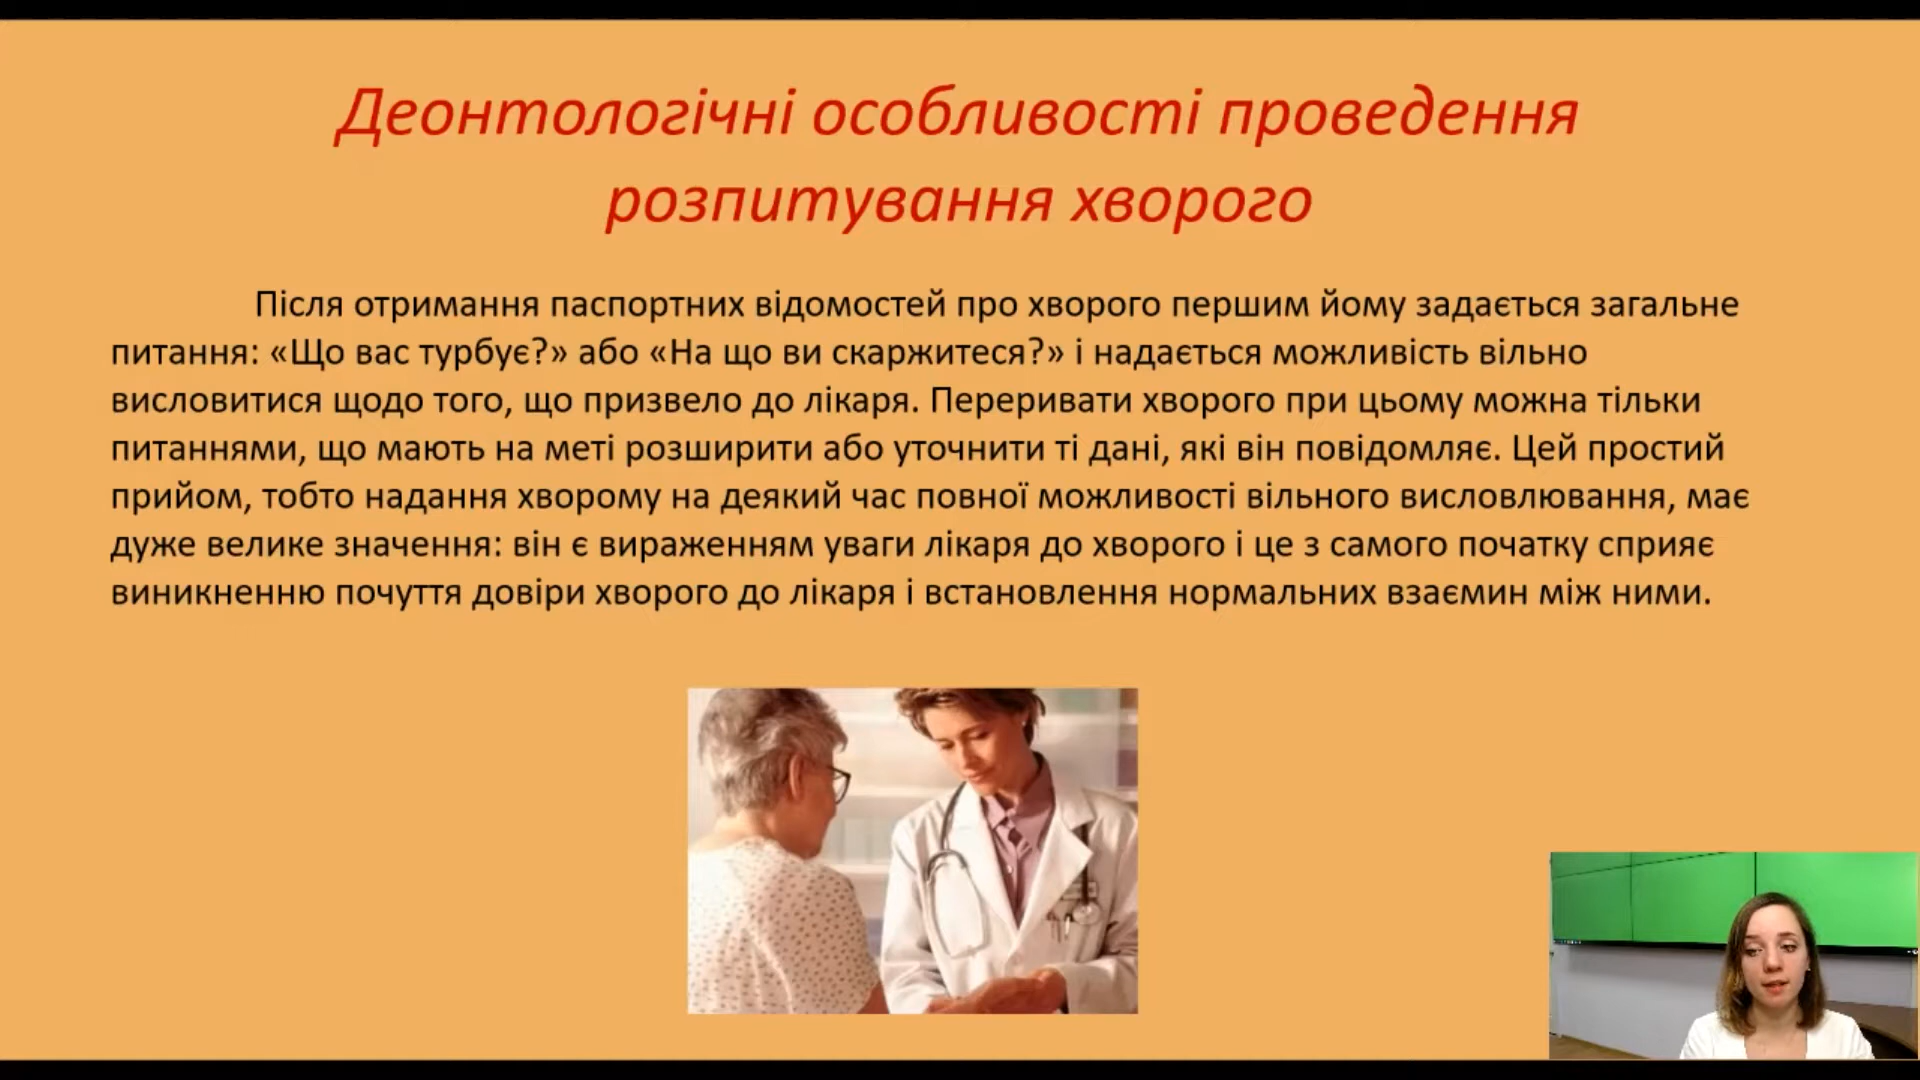 Деонтологічні особливості проведення
розпитування хворого
Після отримання паспортних відомостей про хворого першим йому задається загальне
питання: «Що вас турбує?» або «На що ви скаржитеся?» і надається можливість вільно
висловитися щодо того, що призвело до лікаря. Переривати хворого при цьому можна тільки
питаннями, що мають на меті розширити або уточнити ті дані, які він повідомляє. Цей простий
прийом, тобто надання хворому на деякий час повної можливості вільного висловлювання, має
дуже велике значення: він є вираженням уваги лікаря до хворого і це з самого початку сприяє
виникненню почуття довіри хворого до лікаря і встановлення нормальних взаємин між ними.